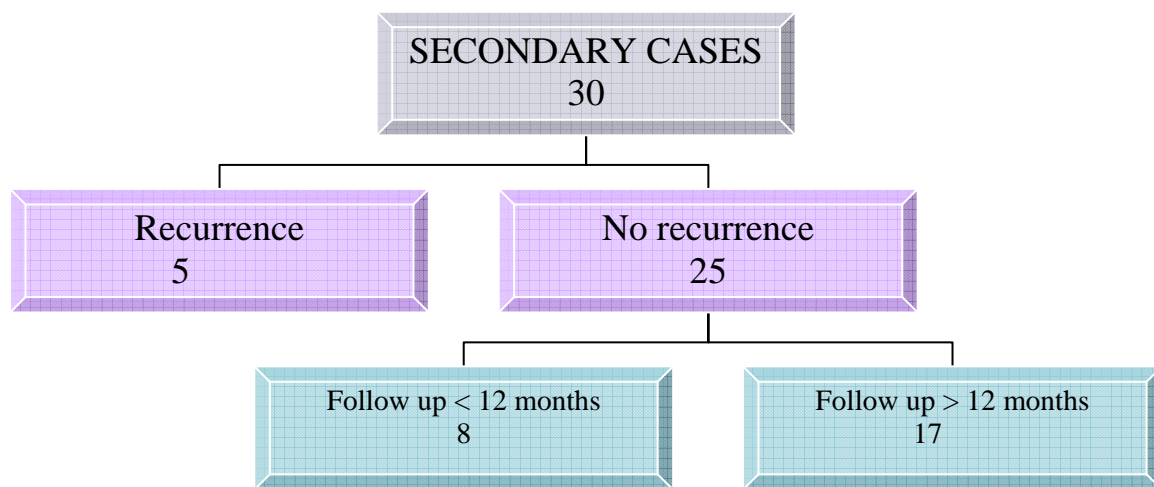 SECONDARY CASES
30
Recurrence
5
No recurrence
25
Follow up < 12 months
8
Follow up > 12 months
17